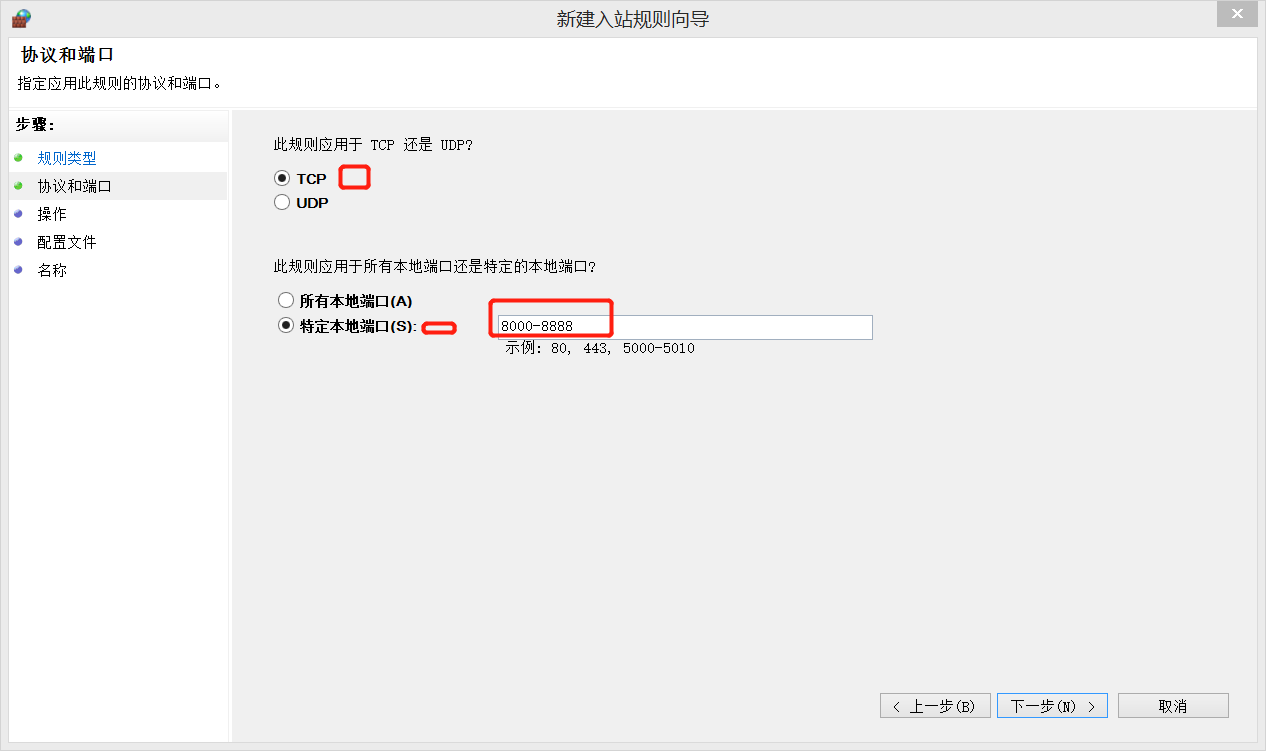 新建入站规则向导
协议和端口
指定应用此规则的协议和端口。
步骤:
规则类型
协议和端口
操作
配置文件
名称
此规则应用于 TCP 还是 UDP?
TCP
UDP
此规则应用于所有本地端口还是特定的本地端口?
所有本地端口(A)
特定本地端口(S):
8000-8888
示例: 80, 443, 5000-5010
< 上一步(B)
下一步(N) >
取消